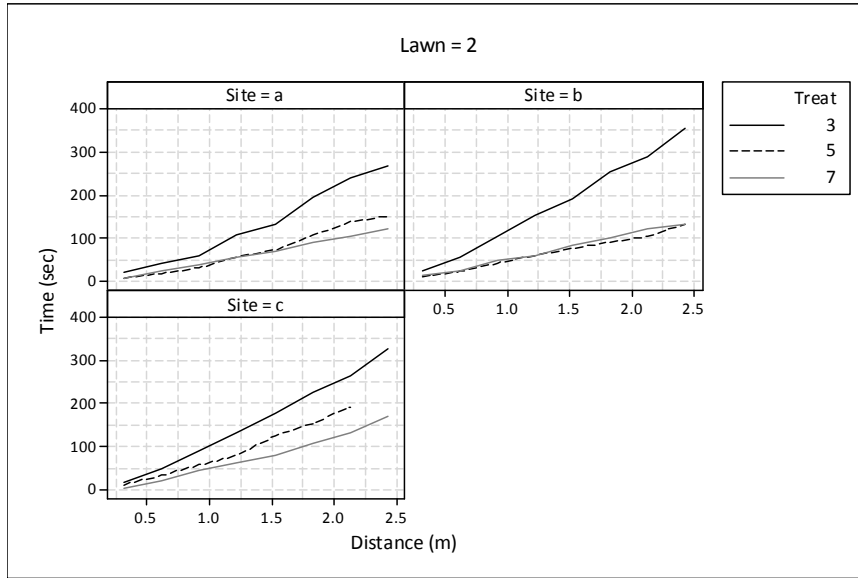 Lawn = 2
Site = a
Site = b
Treat
3
5
7
400
300
200
100
0
0.5 1.0 1.5 2.0 2.5
Site = c
400
300
200
100
0
0.5 1.0 1.5 2.0 2.5
Time (sec)
Distance (m)